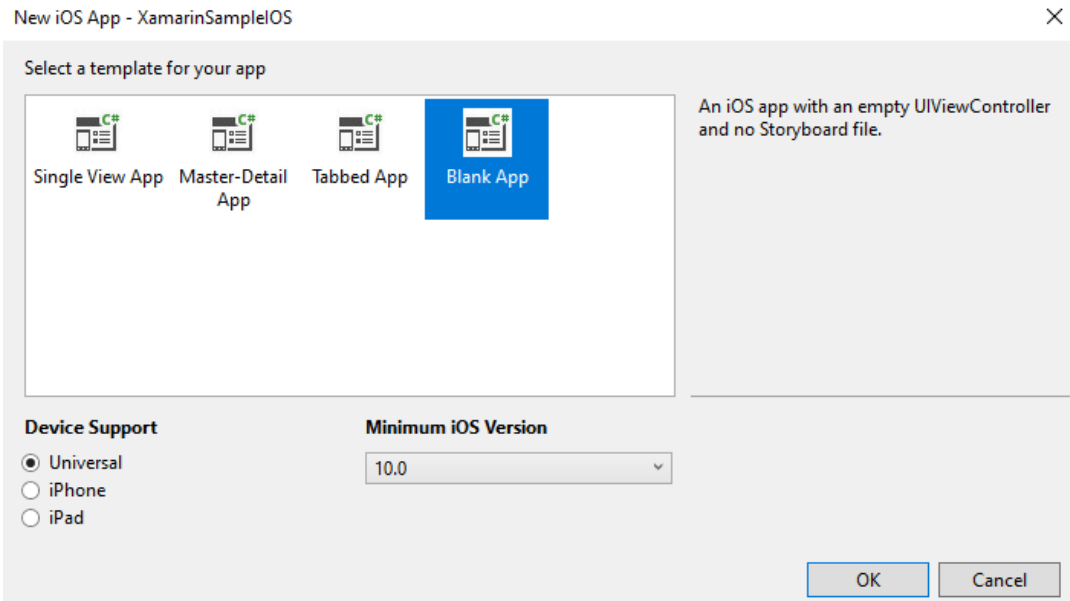 New iOS App - XamarinSampleIOS
Select a template for your app
C# C# C# C#
Single View App Master-Detail App Tabbed App Blank App
An iOS app with an empty UIViewController
and no Storyboard file.
Device Support
Universal
iPhone
iPad
Minimum iOS Version
10.0
OK Cancel